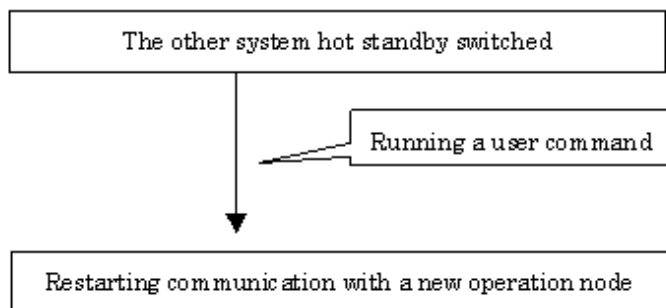 The other system hot standby switched
Running a user command
Restarting communication with a new operation node